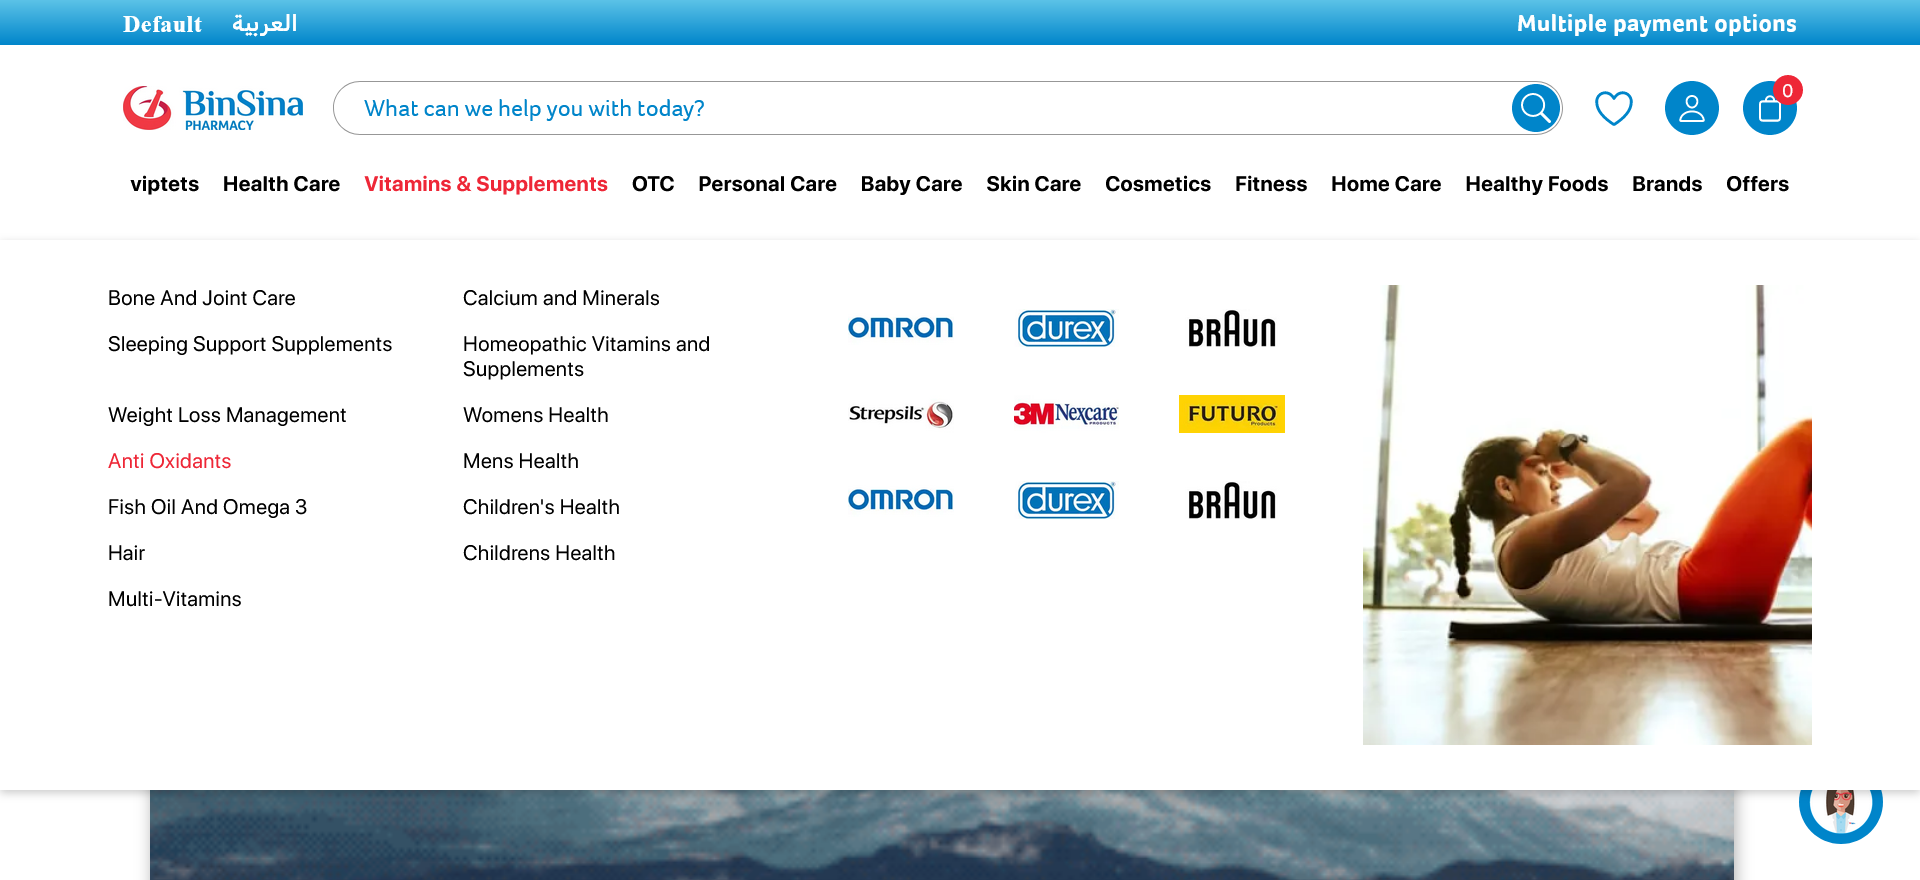 Default العربية Multiple payment options
BinSina
PHARMACY
What can we help you with today?
0
viptets Health Care Vitamins & Supplements OTC Personal Care Baby Care Skin Care Cosmetics Fitness Home Care Healthy Foods Brands Offers
Bone And Joint Care
Sleeping Support Supplements
Weight Loss Management
Anti Oxidants
Fish Oil And Omega 3
Hair
Multi-Vitamins
Calcium and Minerals
Homeopathic Vitamins and
Supplements
Womens Health
Mens Health
Children's Health
Childrens Health
OMRON durex BRAUN
Strepsils 3M Nexcare PRODUCTS FUTURO Products
OMRON durex BRAUN